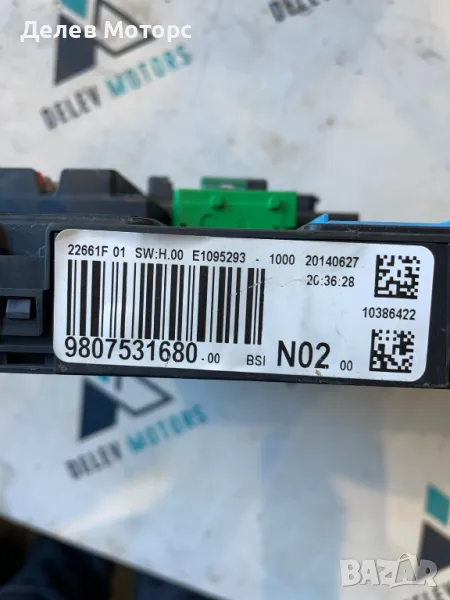 Делев Моторс
DELEV
MOTORS
22661F 01 SW:H.00 E1095293 - 1000 20140627
20:36:28
10386422
9807531680-00 BSI N02 00
DELEV MOTORS
BAZAR